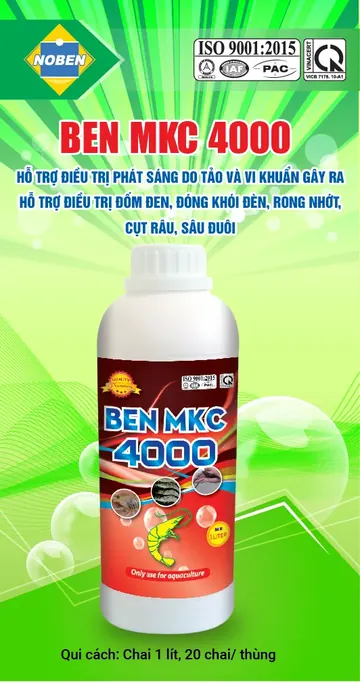 NOBEN
ISO 9001:2015
IAF
PAC
VINACERT
VICB 7178. 10-A1
BEN MKC 4000
HỖ TRỢ ĐIỀU TRỊ PHÁT SÁNG DO TẢO VÀ VI KHUẨN GÂY RA
HỖ TRỢ ĐIỀU TRỊ ĐỐM ĐEN, ĐÓNG KHÓI ĐÈN, RONG NHỚT,
CỤT RÂU, SÂU ĐUÔI
ISO 9001:2015
PAC
BEN MKC
4000
1 LITER
Only use for aquaculture
Qui cách: Chai 1 lít, 20 chai/ thùng